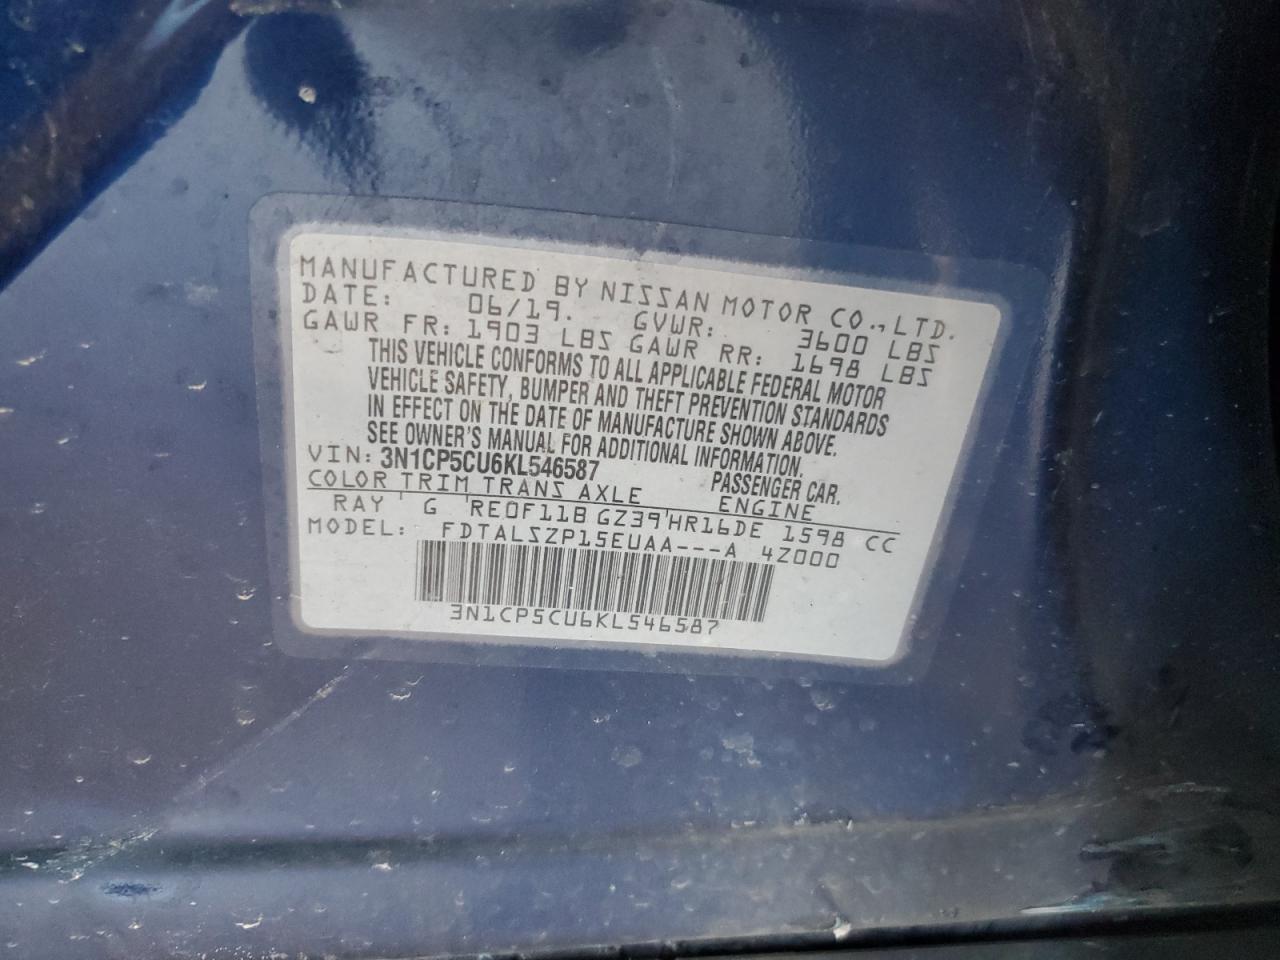 MANUFACTURED BY NISSAN MOTOR CO.,LTD.
DATE: 06/19. GVWR: 3600 LBS
GAWR FR: 1903 LBS GAWR RR: 1698 LBS
THIS VEHICLE CONFORMS TO ALL APPLICABLE FEDERAL MOTOR
VEHICLE SAFETY, BUMPER AND THEFT PREVENTION STANDARDS
IN EFFECT ON THE DATE OF MANUFACTURE SHOWN ABOVE.
SEE OWNER'S MANUAL FOR ADDITIONAL INFORMATION.
VIN: 3N1CP5CU6KL546587 PASSENGER CAR.
COLOR TRIM TRANS AXLE ENGINE
RAY G RE0F11B GZ39 HR16DE 1598 CC
MODEL: FDTALSZP15EUAA---A 4Z000
3N1CP5CU6KL546587